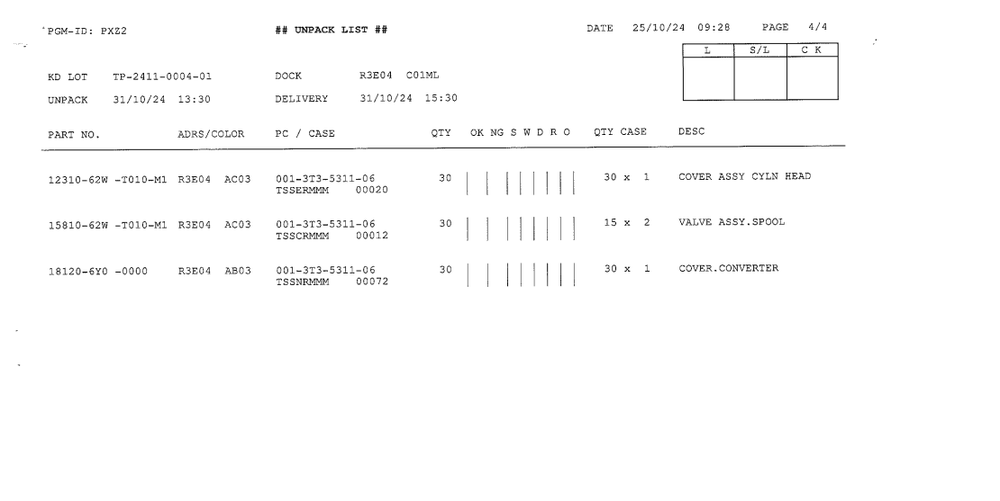 PGM-ID: PXZ2 ## UNPACK LIST ## DATE 25/10/24 09:28 PAGE 4/4
L S/L C K
KD LOT TP-2411-0004-01 DOCK R3E04 C01ML
UNPACK 31/10/24 13:30 DELIVERY 31/10/24 15:30
PART NO. ADRS/COLOR PC / CASE QTY OK NG S W D R O QTY CASE DESC
12310-62W -T010-M1 R3E04 AC03 001-3T3-5311-06 30 30 x 1 COVER ASSY CYLN HEAD
TSSERMMM 00020
15810-62W -T010-M1 R3E04 AC03 001-3T3-5311-06 30 15 x 2 VALVE ASSY.SPOOL
TSSCRMMM 00012
18120-6Y0 -0000 R3E04 AB03 001-3T3-5311-06 30 30 x 1 COVER.CONVERTER
TSSNRMMM 00072